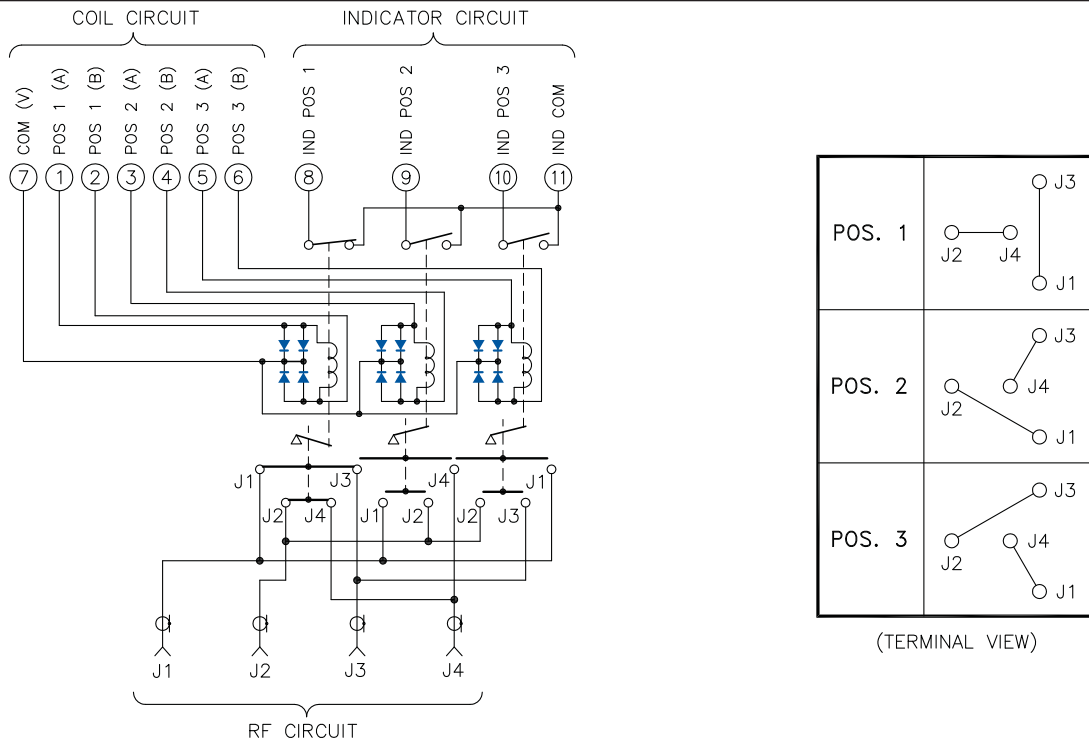 COIL CIRCUIT
INDICATOR CIRCUIT
COM (V)
POS 1 (A)
POS 1 (B)
POS 2 (A)
POS 2 (B)
POS 3 (A)
POS 3 (B)
IND POS 1
IND POS 2
IND POS 3
IND COM
7 1 2 3 4 5 6 8 9 10 11
J1 J3 J4 J1
J2 J4 J1 J2 J2 J3
J1 J2 J3 J4
RF CIRCUIT
POS. 1
J3
J2 J4
J1
POS. 2
J3
J2 J4
J1
POS. 3
J3
J2 J4
J1
(TERMINAL VIEW)